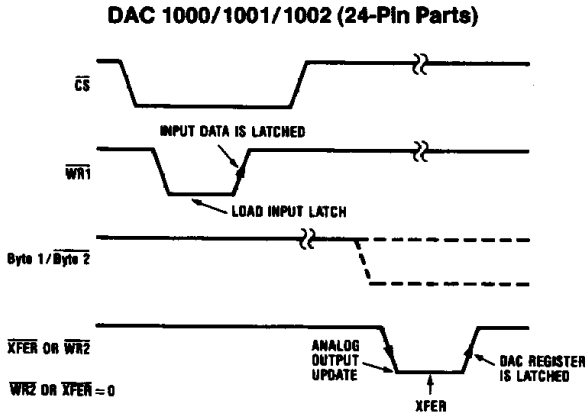 DAC 1000/1001/1002 (24-Pin Parts)
CS
INPUT DATA IS LATCHED
WR1
LOAD INPUT LATCH
Byte 1/Byte 2
XFER OR WR2
ANALOG
OUTPUT
UPDATE
DAC REGISTER
IS LATCHED
WR2 OR XFER = 0
XFER